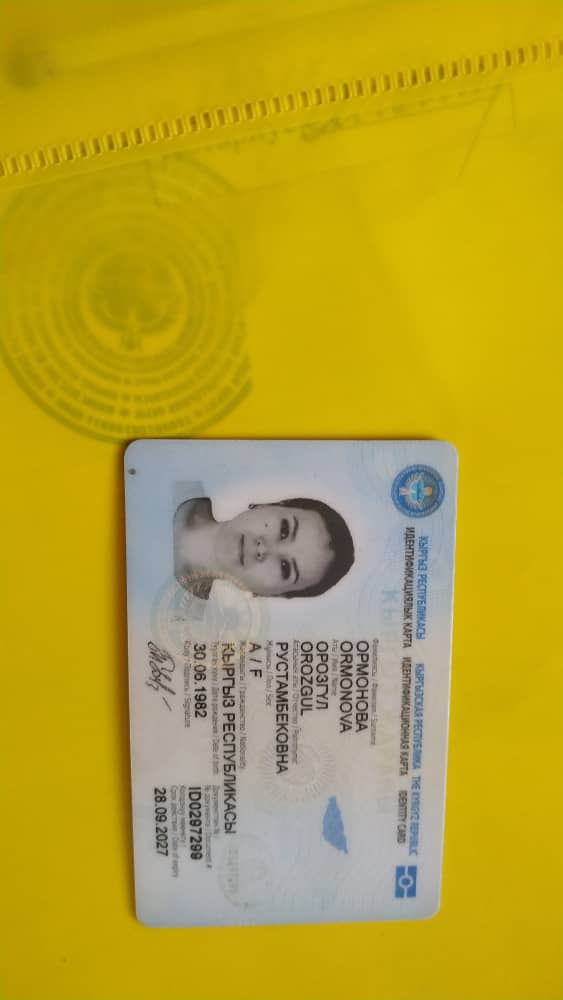 КЫРГЫЗ РЕСПУБЛИКАСЫ КЫРГЫЗСКАЯ РЕСПУБЛИКА THE KYRGYZ REPUBLIC
ИДЕНТИФИКАЦИЯЛЫК КАРТА ИДЕНТИФИКАЦИОННАЯ КАРТА IDENTITY CARD
Фамилиясы / Фамилия / Surname
ОРМОНОВА
ORMONOVA
Аты / Имя / Name
ОРОЗГУЛ
OROZGUL
Атасынын аты / Отчество / Patronymic
РУСТАМБЕКОВНА
Жынысы / Пол / Sex
А / F
Жарандыгы / Гражданство / Nationality
КЫРГЫЗ РЕСПУБЛИКАСЫ
Туулган күнү / Дата рождения / Date of birth
30.06.1982
Документтин №
№ документа / Document #
ID0297299
Колу / Подпись / Signature
Срок действия / Date of expiry
28.09.2027